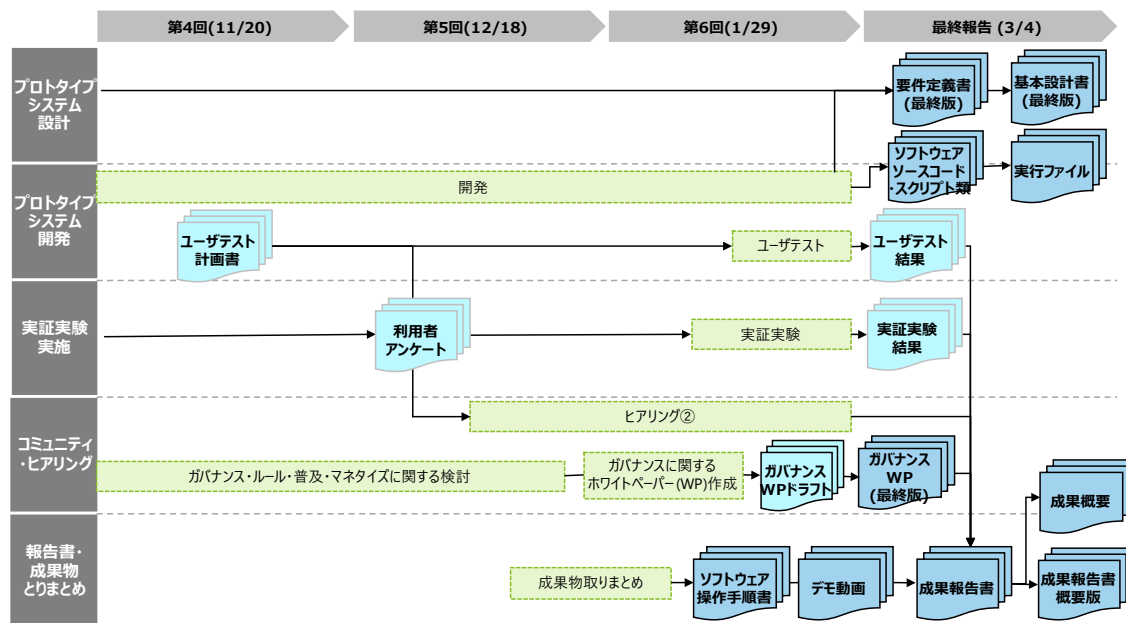 第4回(11/20)
第5回(12/18)
第6回(1/29)
最終報告 (3/4)
プロトタイプ
システム
設計
要件定義書
(最終版)
基本設計書
(最終版)
プロトタイプ
システム
開発
開発
ソフトウェア
ソースコード
・スクリプト類
実行ファイル
ユーザテスト
計画書
ユーザテスト
ユーザテスト
結果
実証実験
実施
利用者
アンケート
実証実験
実証実験
結果
コミュニティ
・ヒアリング
ヒアリング②
ガバナンス・ルール・普及・マネタイズに関する検討
ガバナンスに関する
ホワイトペーパー(WP)作成
ガバナンス
WPドラフト
ガバナンス
WP
(最終版)
成果概要
報告書・
成果物
とりまとめ
成果物取りまとめ
ソフトウェア
操作手順書
デモ動画
成果報告書
成果報告書
概要版